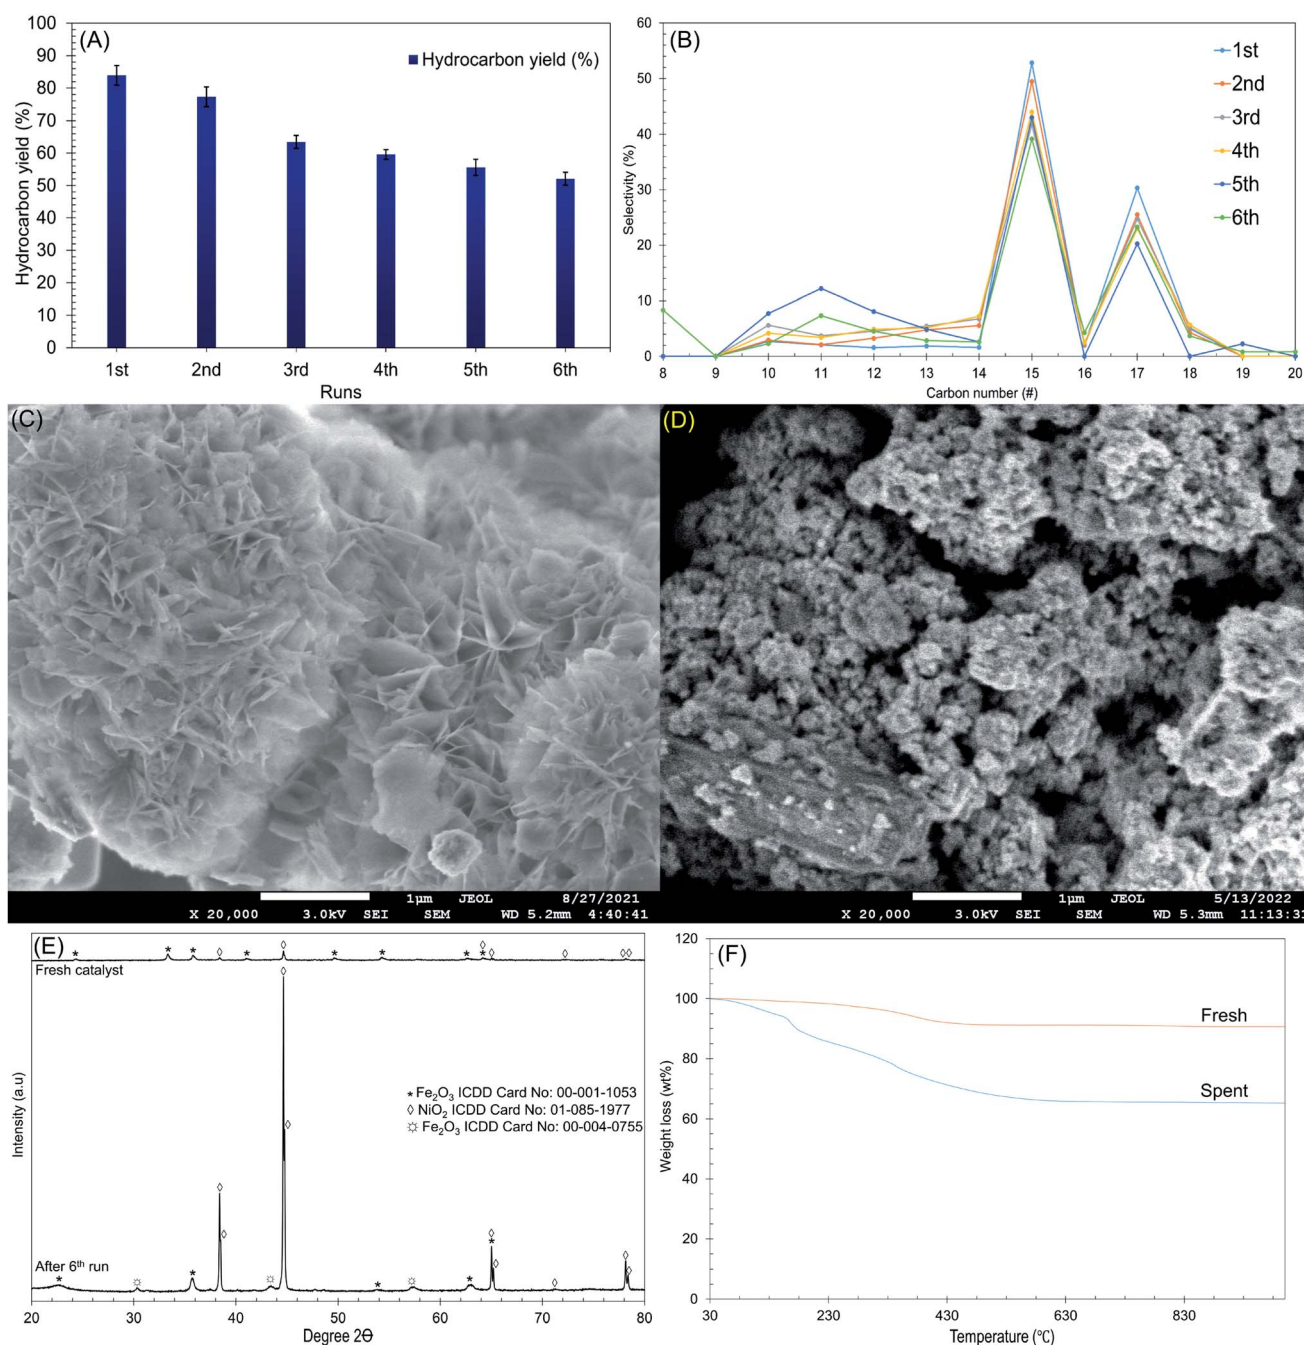 (A)
Hydrocarbon yield (%)
Hydrocarbon yield (%)
100
90
80
70
60
50
40
30
20
10
0
1st 2nd 3rd 4th 5th 6th
Runs
(B)
1st
2nd
3rd
4th
5th
6th
Selectivity (%)
60
50
40
30
20
10
0
8 9 10 11 12 13 14 15 16 17 18 19 20
Carbon number (#)
(C)
1μm JEOL 8/27/2021
X 20,000 3.0kV SEI SEM WD 5.2mm 4:40:41
(D)
1μm JEOL 5/13/2022
X 20,000 3.0kV SEI SEM WD 5.3mm 11:13:31
(E)
Fresh catalyst
* Fe₂O₃ ICDD Card No: 00-001-1053
◊ NiO₂ ICDD Card No: 01-085-1977
☼ Fe₂O₃ ICDD Card No: 00-004-0755
After 6th run
Intensity (a.u)
20 30 40 50 60 70 80
Degree 2Θ
(F)
Fresh
Spent
Weight loss (wt%)
120
100
80
60
40
20
0
30 230 430 630 830
Temperature (℃)